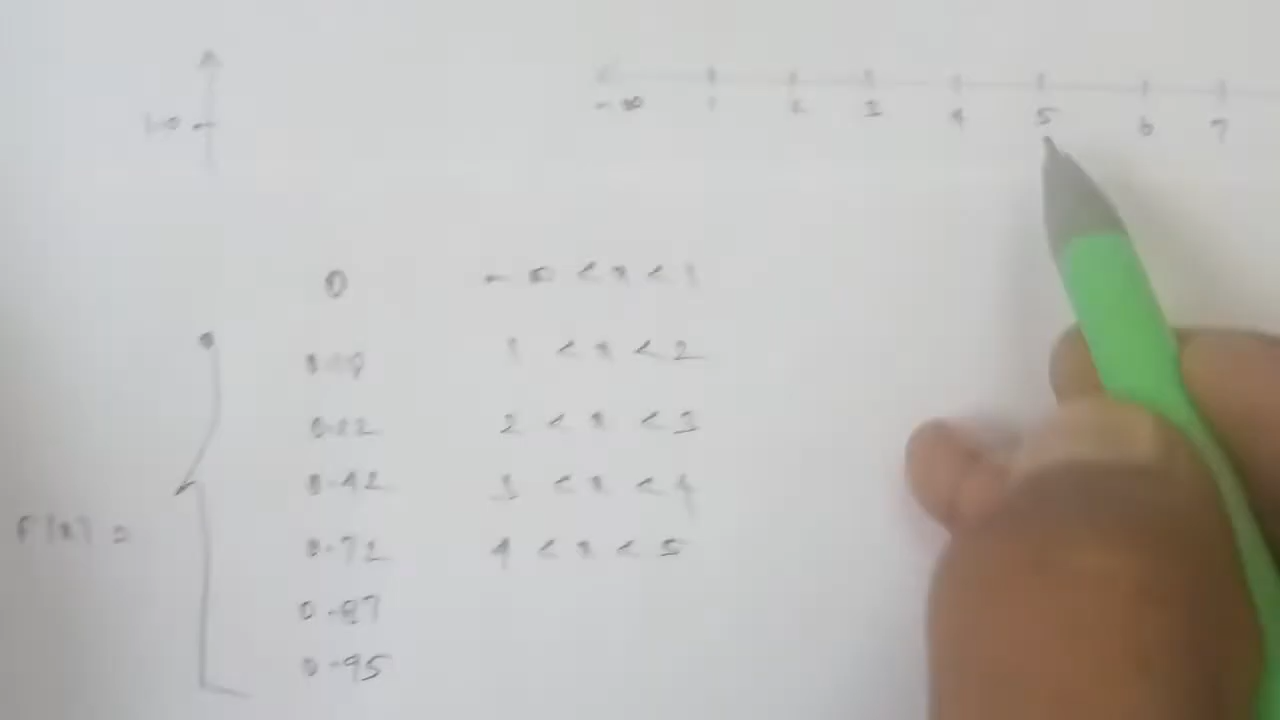 1.0
-∞ 1 2 3 4 5 6 7
0 -∞ < x < 1
1 < x < 2
0.22 2 < x < 3
0.42 3 < x < 4
F(x) =
0.72 4 < x < 5
0.87
0.95